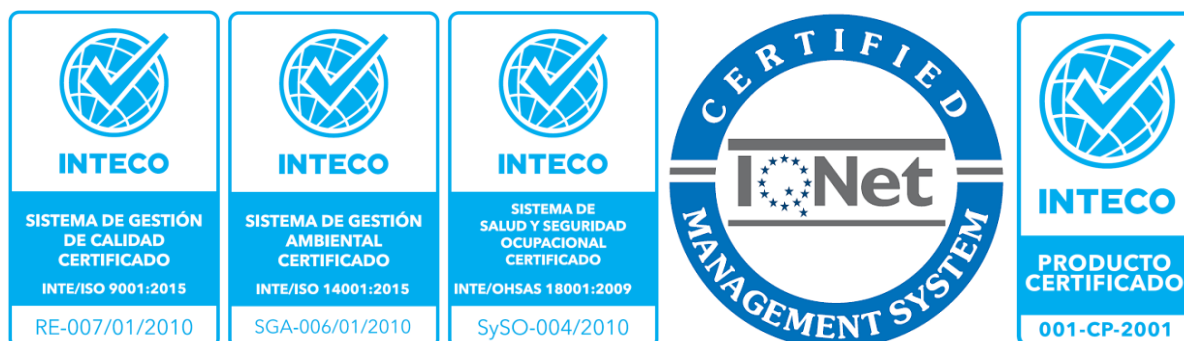 INTECO
SISTEMA DE GESTIÓN
DE CALIDAD
CERTIFICADO
INTE/ISO 9001:2015
RE-007/01/2010
INTECO
SISTEMA DE GESTIÓN
AMBIENTAL
CERTIFICADO
INTE/ISO 14001:2015
SGA-006/01/2010
INTECO
SISTEMA DE
SALUD Y SEGURIDAD
OCUPACIONAL
CERTIFICADO
INTE/OHSAS 18001:2009
SySO-004/2010
CERTIFIED
IQNet
MANAGEMENT SYSTEM
INTECO
PRODUCTO
CERTIFICADO
001-CP-2001